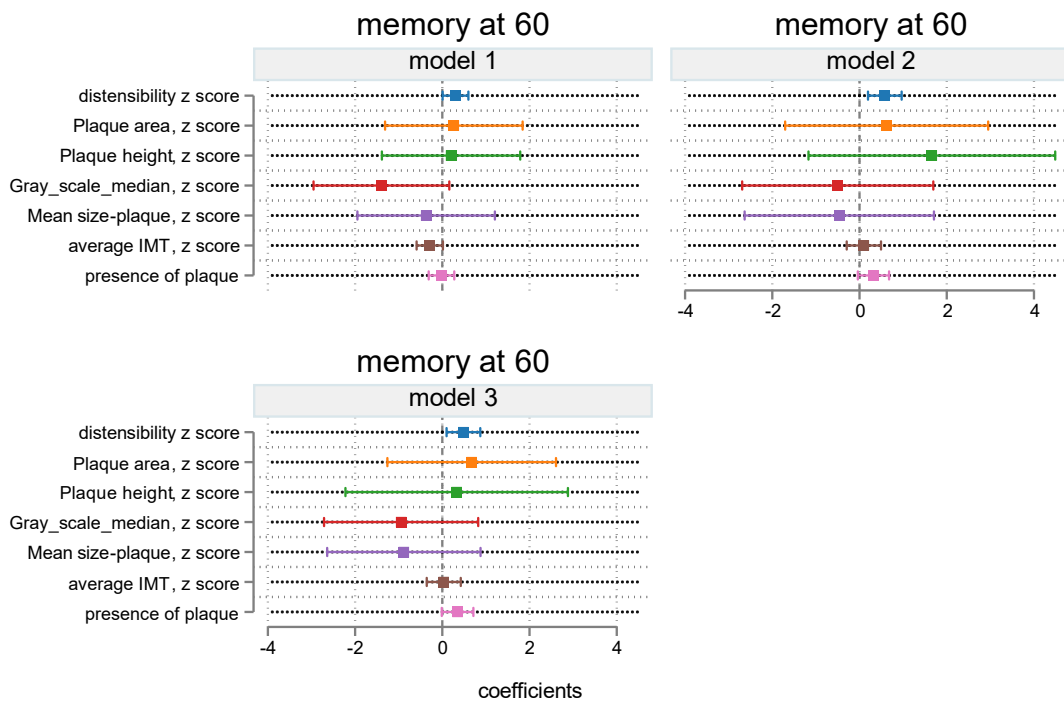 memory at 60
model 1
distensibility z score
Plaque area, z score
Plaque height, z score
Gray_scale_median, z score
Mean size-plaque, z score
average IMT, z score
presence of plaque
memory at 60
model 2
-4 -2 0 2 4
memory at 60
model 3
distensibility z score
Plaque area, z score
Plaque height, z score
Gray_scale_median, z score
Mean size-plaque, z score
average IMT, z score
presence of plaque
-4 -2 0 2 4
coefficients